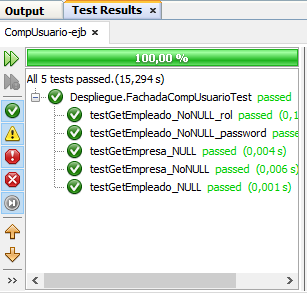 Output
Test Results ×
CompUsuario-ejb ×
100,00 %
All 5 tests passed.(15,294 s)
Despliegue.FachadaCompUsuarioTest passed
testGetEmpleado_NoNULL_rol passed (0,1
testGetEmpleado_NoNULL_password passe
testGetEmpresa_NULL passed (0,004 s)
testGetEmpresa_NoNULL passed (0,006 s)
testGetEmpleado_NULL passed (0,001 s)
>>